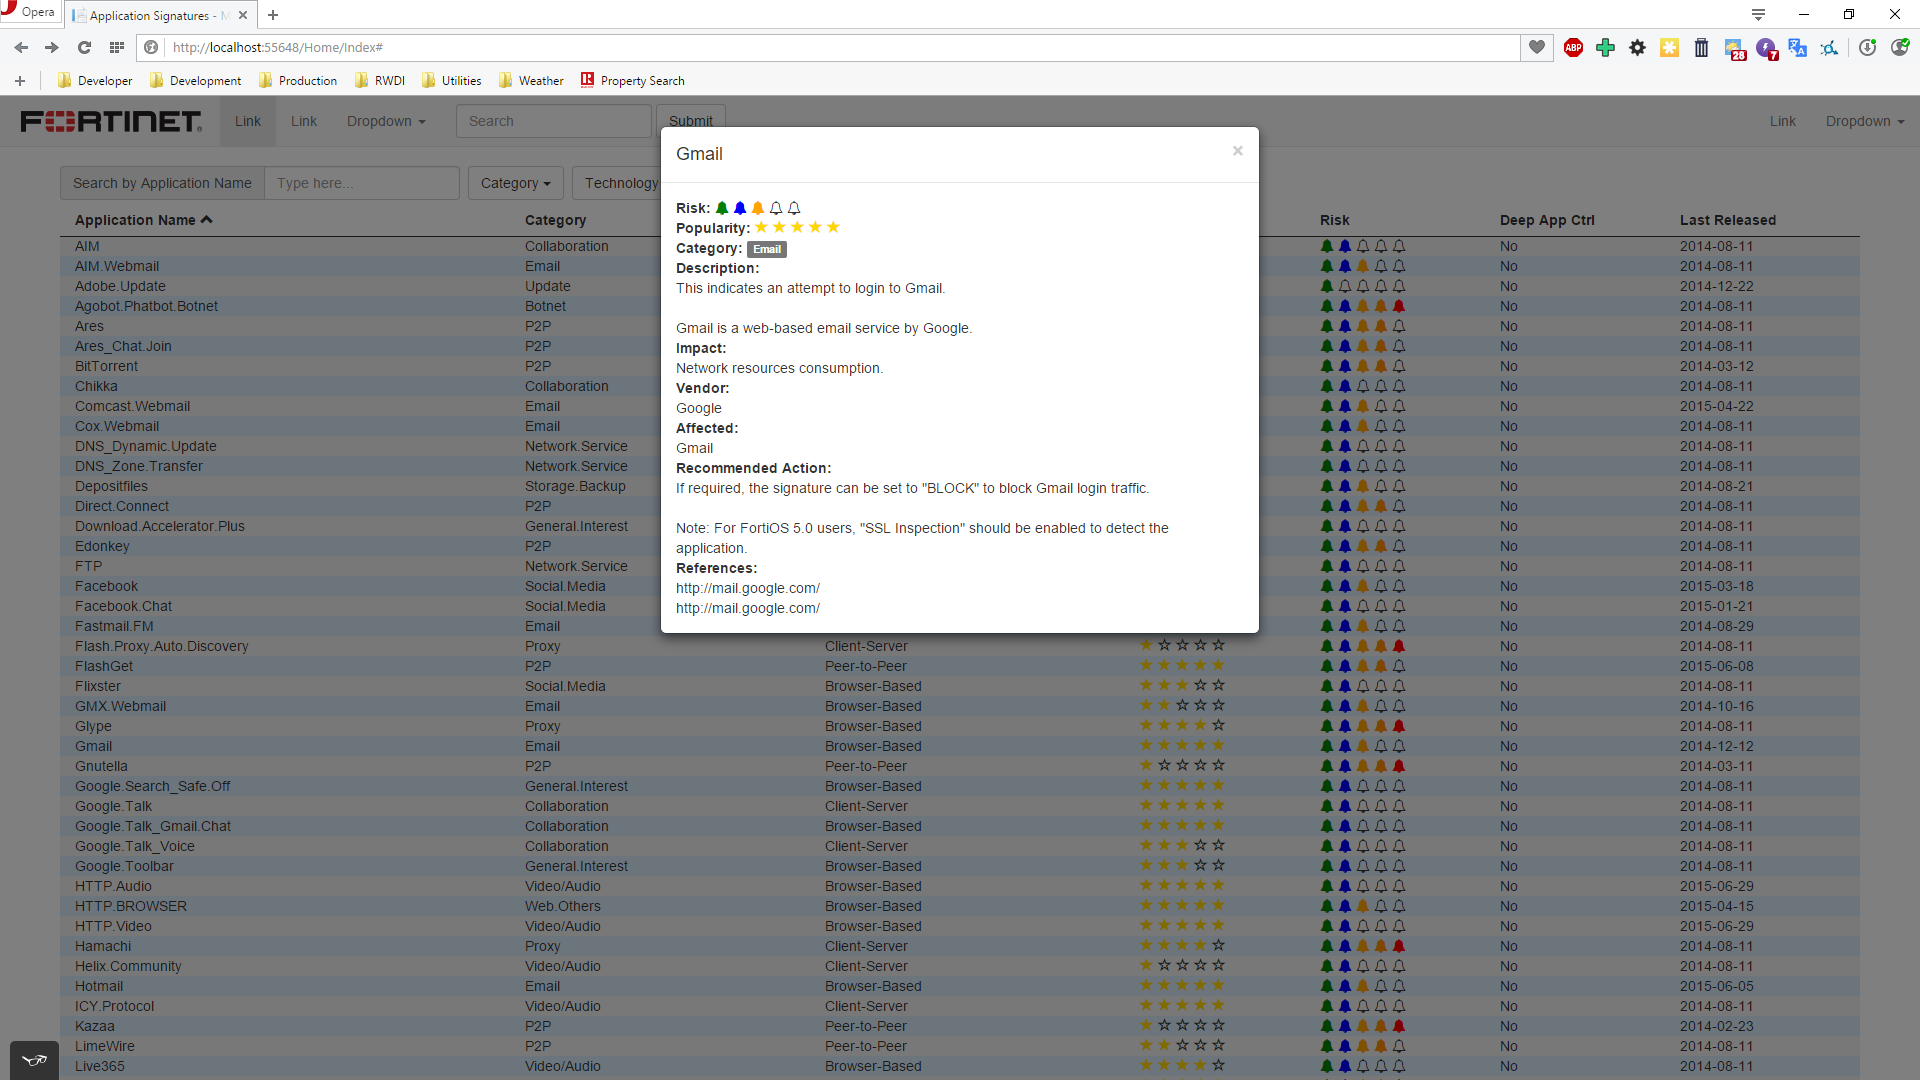 Opera
Application Signatures - M
http://localhost:55648/Home/Index#
ABP
28
7
Developer Development Production RWDI Utilities Weather Property Search
FORTINET Link Link Dropdown Search Submit Link Dropdown
Gmail ×
Search by Application Name Type here... Category Technology
Risk:
Popularity:
Category: Email
Description:
This indicates an attempt to login to Gmail.
Gmail is a web-based email service by Google.
Impact:
Network resources consumption.
Vendor:
Google
Affected:
Gmail
Recommended Action:
If required, the signature can be set to "BLOCK" to block Gmail login traffic.
Note: For FortiOS 5.0 users, "SSL Inspection" should be enabled to detect the
application.
References:
http://mail.google.com/
http://mail.google.com/
Application Name Category Risk Deep App Ctrl Last Released
AIM Collaboration No 2014-08-11
AIM.Webmail Email No 2014-08-11
Adobe.Update Update No 2014-12-22
Agobot.Phatbot.Botnet Botnet No 2014-08-11
Ares P2P No 2014-08-11
Ares_Chat.Join P2P No 2014-08-11
BitTorrent P2P No 2014-03-12
Chikka Collaboration No 2014-08-11
Comcast.Webmail Email No 2015-04-22
Cox.Webmail Email No 2014-08-11
DNS_Dynamic.Update Network.Service No 2014-08-11
DNS_Zone.Transfer Network.Service No 2014-08-11
Depositfiles Storage.Backup No 2014-08-21
Direct.Connect P2P No 2014-08-11
Download.Accelerator.Plus General.Interest No 2014-08-11
Edonkey P2P No 2014-08-11
FTP Network.Service No 2014-08-11
Facebook Social.Media No 2015-03-18
Facebook.Chat Social.Media No 2015-01-21
Fastmail.FM Email No 2014-08-29
Flash.Proxy.Auto.Discovery Proxy Client-Server No 2014-08-11
FlashGet P2P Peer-to-Peer No 2015-06-08
Flixster Social.Media Browser-Based No 2014-08-11
GMX.Webmail Email Browser-Based No 2014-10-16
Glype Proxy Browser-Based No 2014-08-11
Gmail Email Browser-Based No 2014-12-12
Gnutella P2P Peer-to-Peer No 2014-03-11
Google.Search_Safe.Off General.Interest Browser-Based No 2014-08-11
Google.Talk Collaboration Client-Server No 2014-08-11
Google.Talk_Gmail.Chat Collaboration Browser-Based No 2014-08-11
Google.Talk_Voice Collaboration Client-Server No 2014-08-11
Google.Toolbar General.Interest Browser-Based No 2014-08-11
HTTP.Audio Video/Audio Browser-Based No 2015-06-29
HTTP.BROWSER Web.Others Browser-Based No 2015-04-15
HTTP.Video Video/Audio Browser-Based No 2015-06-29
Hamachi Proxy Client-Server No 2014-08-11
Helix.Community Video/Audio Client-Server No 2014-08-11
Hotmail Email Browser-Based No 2015-06-05
ICY.Protocol Video/Audio Client-Server No 2014-08-11
Kazaa P2P Peer-to-Peer No 2014-02-23
LimeWire P2P Peer-to-Peer No 2014-08-11
Live365 Video/Audio Browser-Based No 2014-08-11